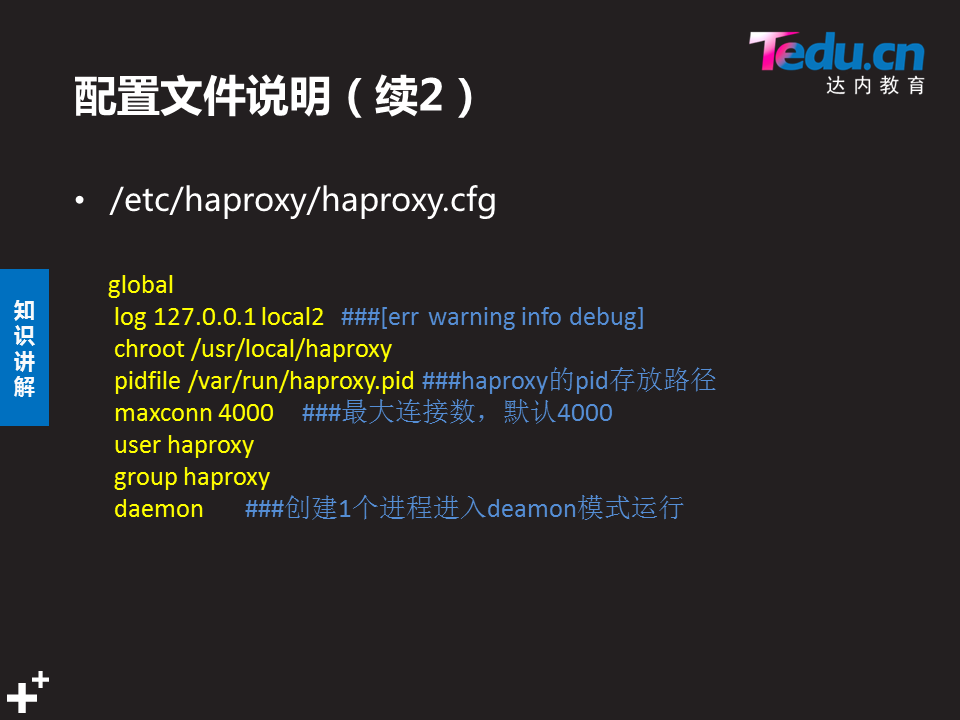 Tedu.cn
达内教育
配置文件说明（续2）
• /etc/haproxy/haproxy.cfg
知识讲解
global
log 127.0.0.1 local2 ###[err warning info debug]
chroot /usr/local/haproxy
pidfile /var/run/haproxy.pid ###haproxy的pid存放路径
maxconn 4000 ###最大连接数，默认4000
user haproxy
group haproxy
daemon ###创建1个进程进入deamon模式运行